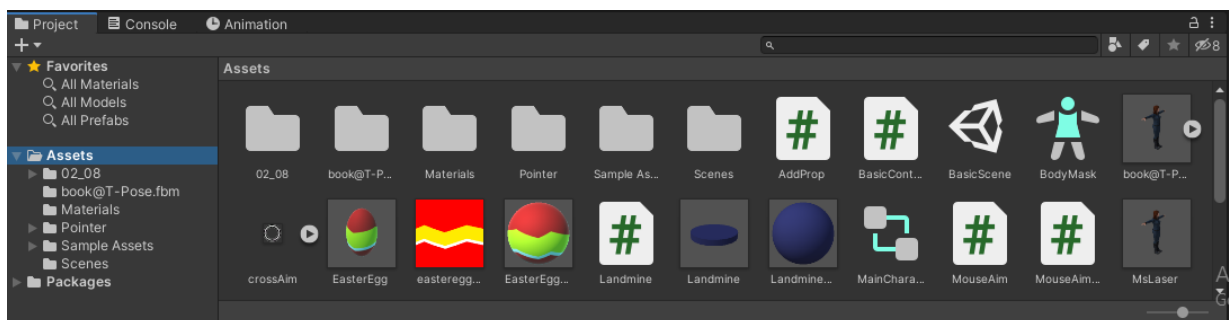 Project Console Animation
8
Favorites Assets
All Materials
All Models
All Prefabs
Assets
02_08
book@T-Pose.fbm
Materials
Pointer
Sample Assets
Scenes
Packages
02_08 book@T-P... Materials Pointer Sample As... Scenes AddProp BasicCont... BasicScene BodyMask book@T-P...
crossAim EasterEgg easteregg... EasterEgg... Landmine Landmine Landmine... MainChara... MouseAim MouseAim... MsLaser